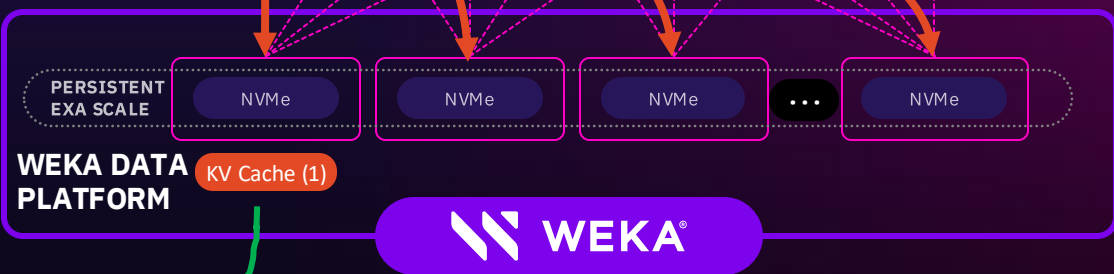 PERSISTENT
EXA SCALE
NVMe
NVMe
NVMe
...
NVMe
WEKA DATA
PLATFORM
KV Cache (1)
WEKA®